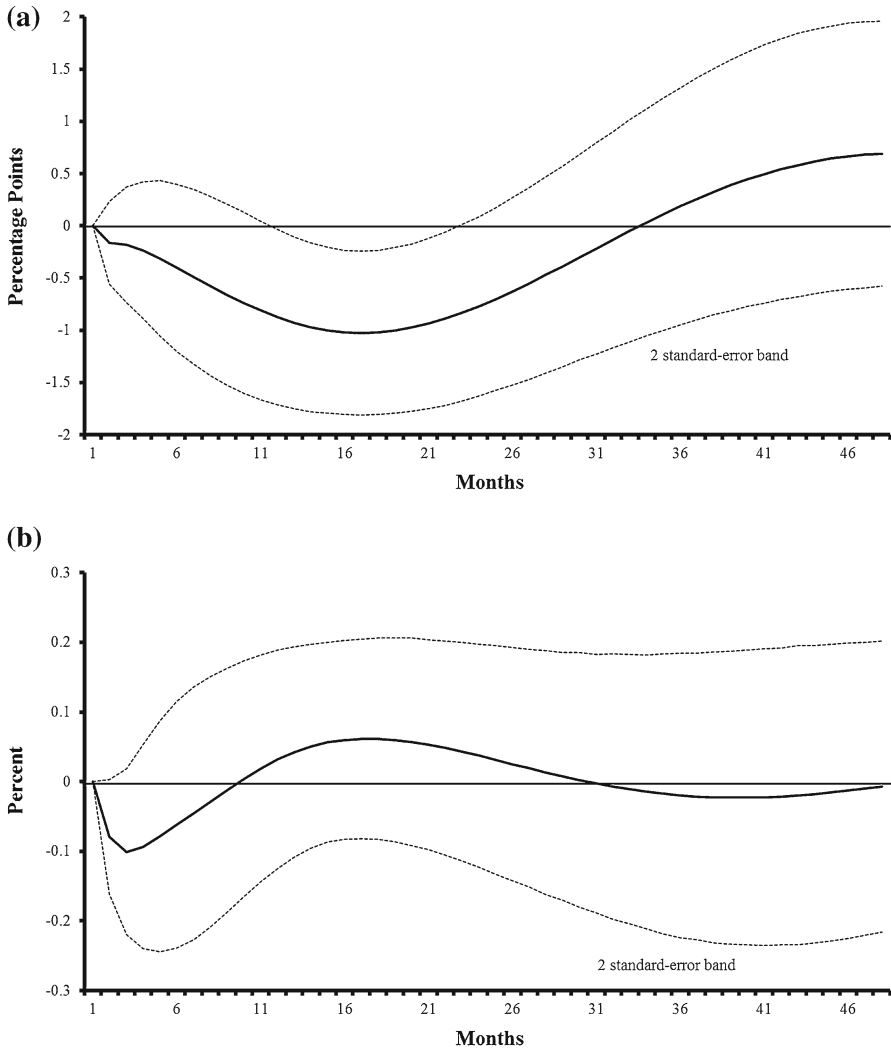 (a)
2
1.5
1
0.5
0
-0.5
-1
-1.5
-2
Percentage Points
2 standard-error band
1 6 11 16 21 26 31 36 41 46
Months
(b)
0.3
0.2
0.1
0
-0.1
-0.2
-0.3
Percent
2 standard-error band
1 6 11 16 21 26 31 36 41 46
Months